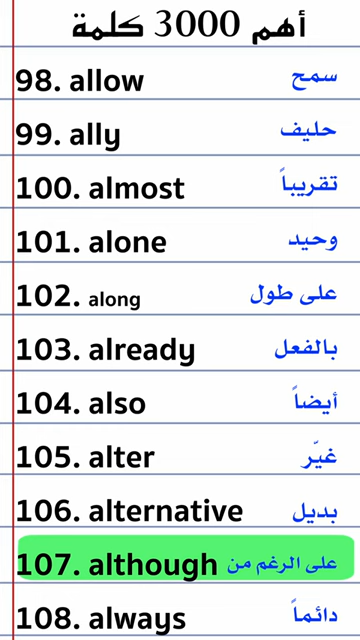 أهم 3000 كلمة
98. allow سمح
99. ally حليف
100. almost تقريباً
101. alone وحيد
102. along على طول
103. already بالفعل
104. also أيضاً
105. alter غيّر
106. alternative بديل
107. although على الرغم من
108. always دائماً